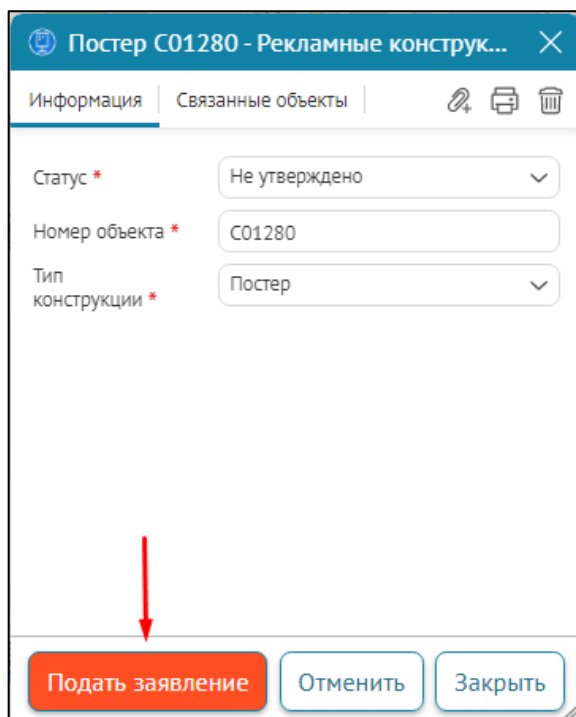 Постер С01280 - Рекламные конструк...
Информация Связанные объекты
Статус * Не утверждено
Номер объекта * С01280
Тип
конструкции * Постер
Подать заявление Отменить Закрыть